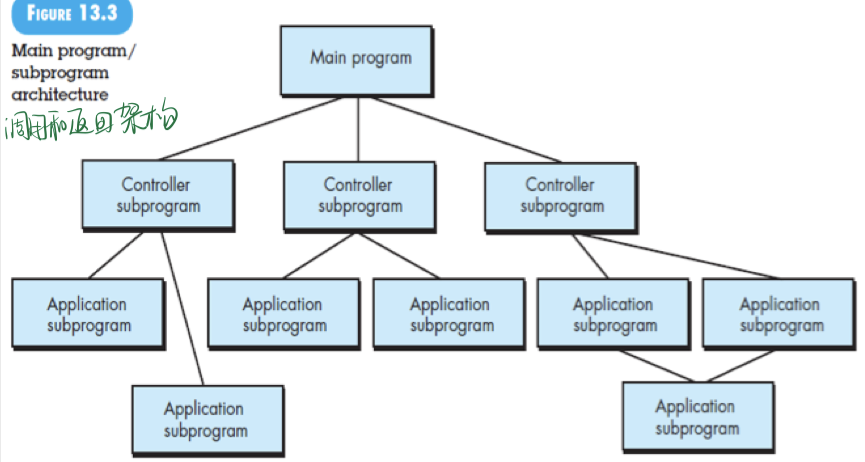 FIGURE 13.3
Main program/
subprogram
architecture
调用和返回架构
Main program
Controller
subprogram
Controller
subprogram
Controller
subprogram
Application
subprogram
Application
subprogram
Application
subprogram
Application
subprogram
Application
subprogram
Application
subprogram
Application
subprogram